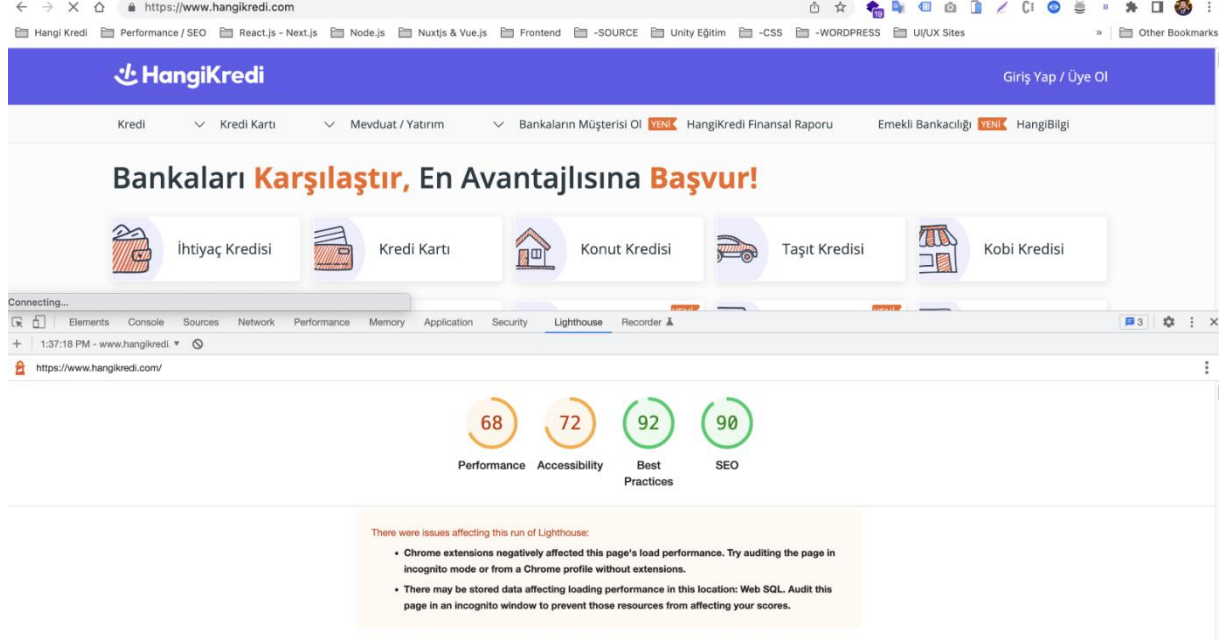 https://www.hangikredi.com
19
Hangi Kredi Performance / SEO React.js - Next.js Node.js Nuxtjs & Vue.js Frontend -SOURCE Unity Eğitim -CSS -WORDPRESS UI/UX Sites » Other Bookmarks
HangiKredi Giriş Yap / Üye Ol
Kredi Kredi Kartı Mevduat / Yatırım Bankaların Müşterisi Ol YENİ HangiKredi Finansal Raporu Emekli Bankacılığı YENİ HangiBilgi
Bankaları Karşılaştır, En Avantajlısına Başvur!
İhtiyaç Kredisi Kredi Kartı Konut Kredisi Taşıt Kredisi Kobi Kredisi
Connecting...
Elements Console Sources Network Performance Memory Application Security Lighthouse Recorder 3
1:37:18 PM - www.hangikredi.
https://www.hangikredi.com/
68 72 92 90
Performance Accessibility Best SEO
Practices
There were issues affecting this run of Lighthouse:
• Chrome extensions negatively affected this page's load performance. Try auditing the page in
incognito mode or from a Chrome profile without extensions.
• There may be stored data affecting loading performance in this location: Web SQL. Audit this
page in an incognito window to prevent those resources from affecting your scores.